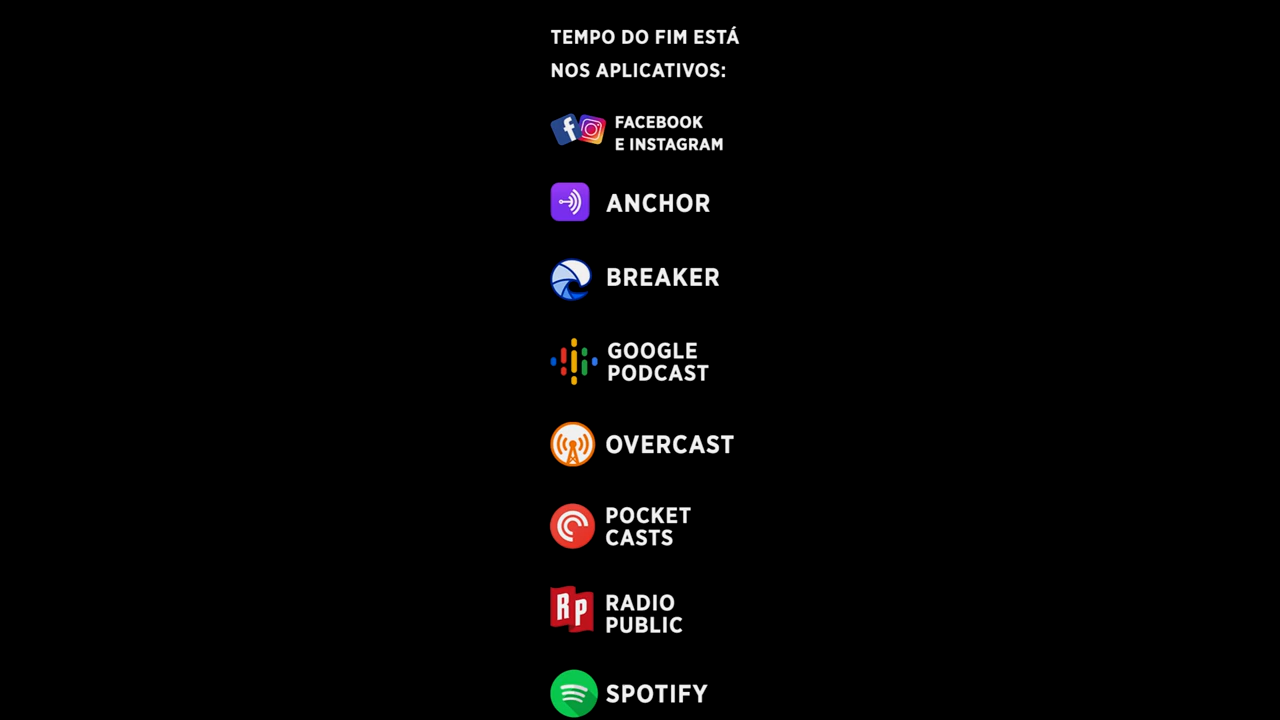 TEMPO DO FIM ESTÁ
NOS APLICATIVOS:
FACEBOOK
E INSTAGRAM
ANCHOR
BREAKER
GOOGLE
PODCAST
OVERCAST
POCKET
CASTS
RP
RADIO
PUBLIC
SPOTIFY